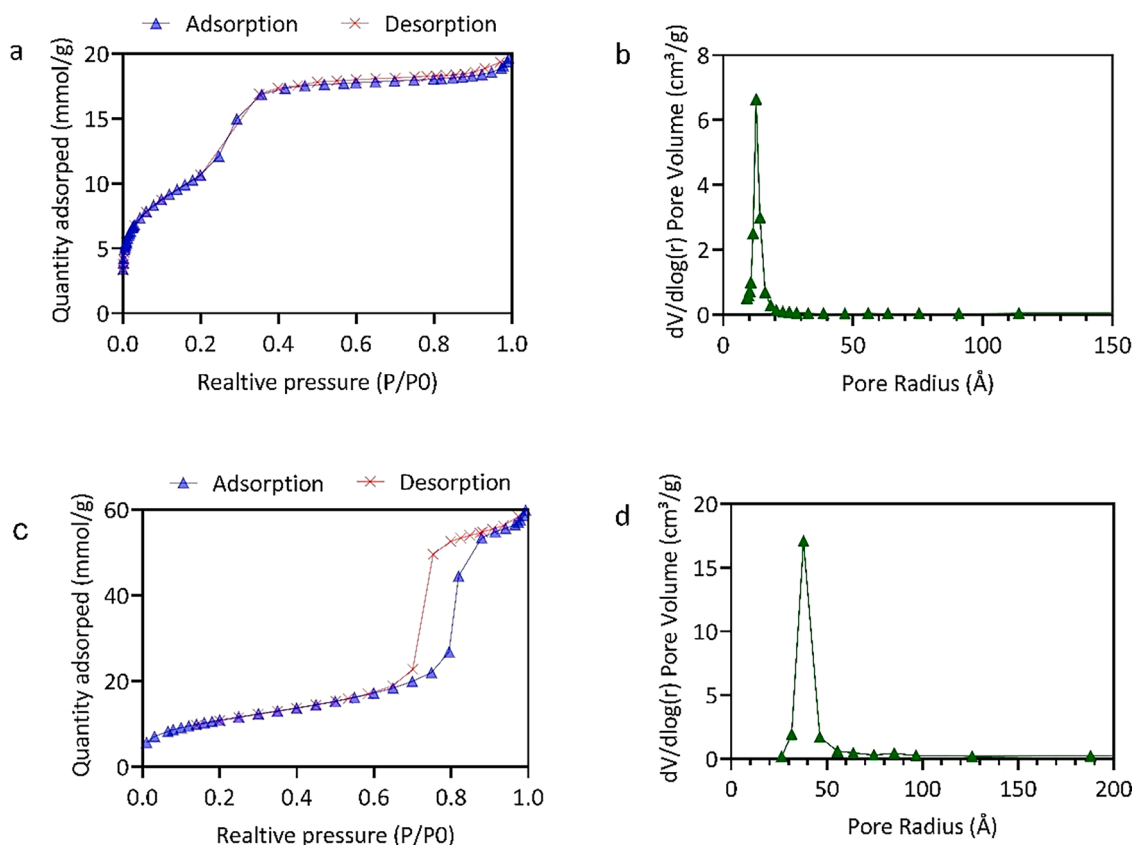 a
Adsorption Desorption
Quantity adsorped (mmol/g)
20
15
10
5
0
0.0 0.2 0.4 0.6 0.8 1.0
Realtive pressure (P/P0)
b
dV/dlog(r) Pore Volume (cm³/g)
8
6
4
2
0
0 50 100 150
Pore Radius (Å)
c
Adsorption Desorption
Quantity adsorped (mmol/g)
60
40
20
0
0.0 0.2 0.4 0.6 0.8 1.0
Realtive pressure (P/P0)
d
dV/dlog(r) Pore Volume (cm³/g)
20
15
10
5
0
0 50 100 150 200
Pore Radius (Å)